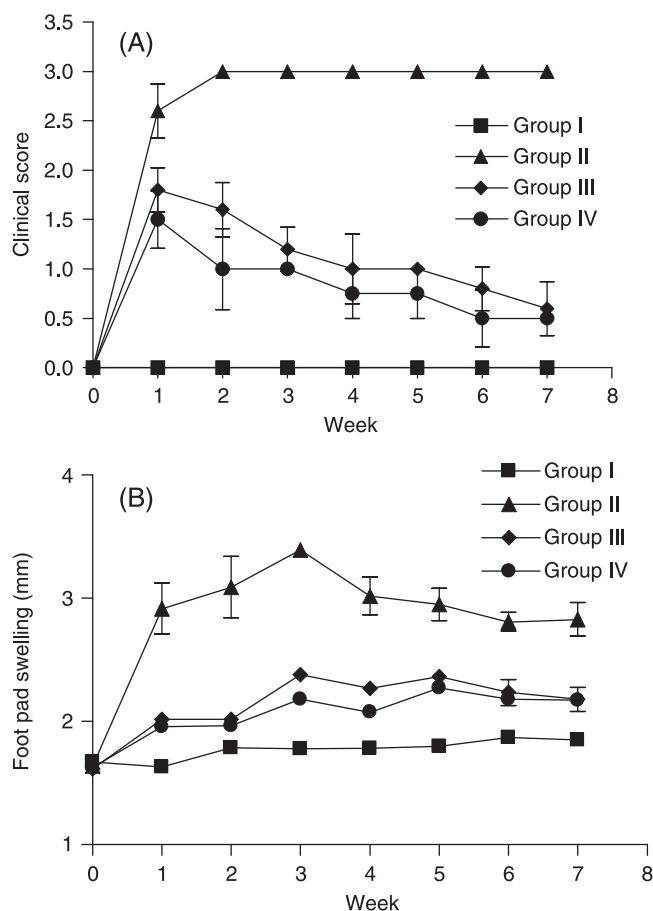 (A)
3.5
3.0
2.5
2.0
1.5
1.0
0.5
0.0
Clinical score
Group I
Group II
Group III
Group IV
0 1 2 3 4 5 6 7 8
Week
(B)
4
3
2
1
Foot pad swelling (mm)
Group I
Group II
Group III
Group IV
0 1 2 3 4 5 6 7 8
Week